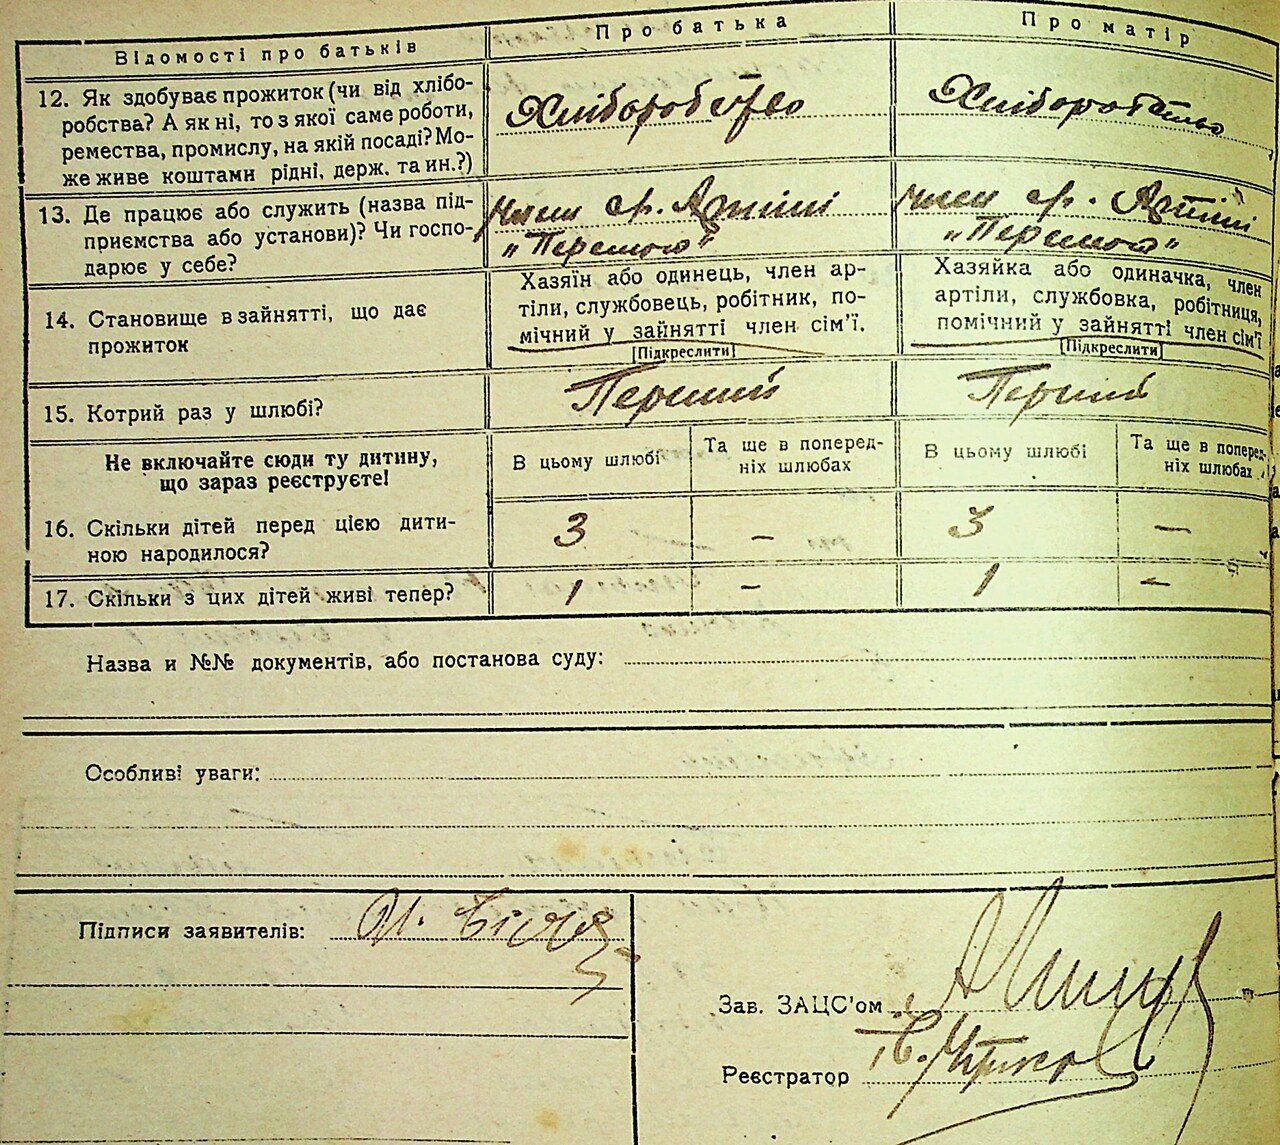 Відомості про батьків
Про батька
Про матір
12. Як здобуває прожиток (чи від хлібо-
робства? А як ні, то з якої саме роботи,
ремества, промислу, на якій посаді? Мо-
же живе коштами рідні, держ. та ин.?)
Хліборобство
Хліборобство
13. Де працює або служить (назва під-
приємства або установи)? Чи госпо-
дарює у себе?
Член с.г. Артілі
„Перемога"
Член с.г. Артілі
„Перемога"
14. Становище в зайнятті, що дає
прожиток
Хазяїн або одинець, член ар-
тіли, службовець, робітник, по-
мічний у зайнятті член сім'ї.
[Підкреслити]
Хазяйка або одиначка, член
артіли, службовка, робітниця,
помічний у зайнятті член сім'ї
[Підкреслити]
15. Котрий раз у шлюбі?
Перший
Перший
Не включайте сюди ту дитину,
що зараз реєструєте!
В цьому шлюбі
Та ще в поперед-
ніх шлюбах
В цьому шлюбі
Та ще в поперед-
ніх шлюбах
16. Скільки дітей перед цією дити-
ною народилося?
3
–
3
–
17. Скільки з цих дітей живі тепер?
1
–
1
–
Назва и №№ документів, або постанова суду:
Особливі уваги:
Підписи заявителів:
Зав. ЗАЦС'ом
Реєстратор